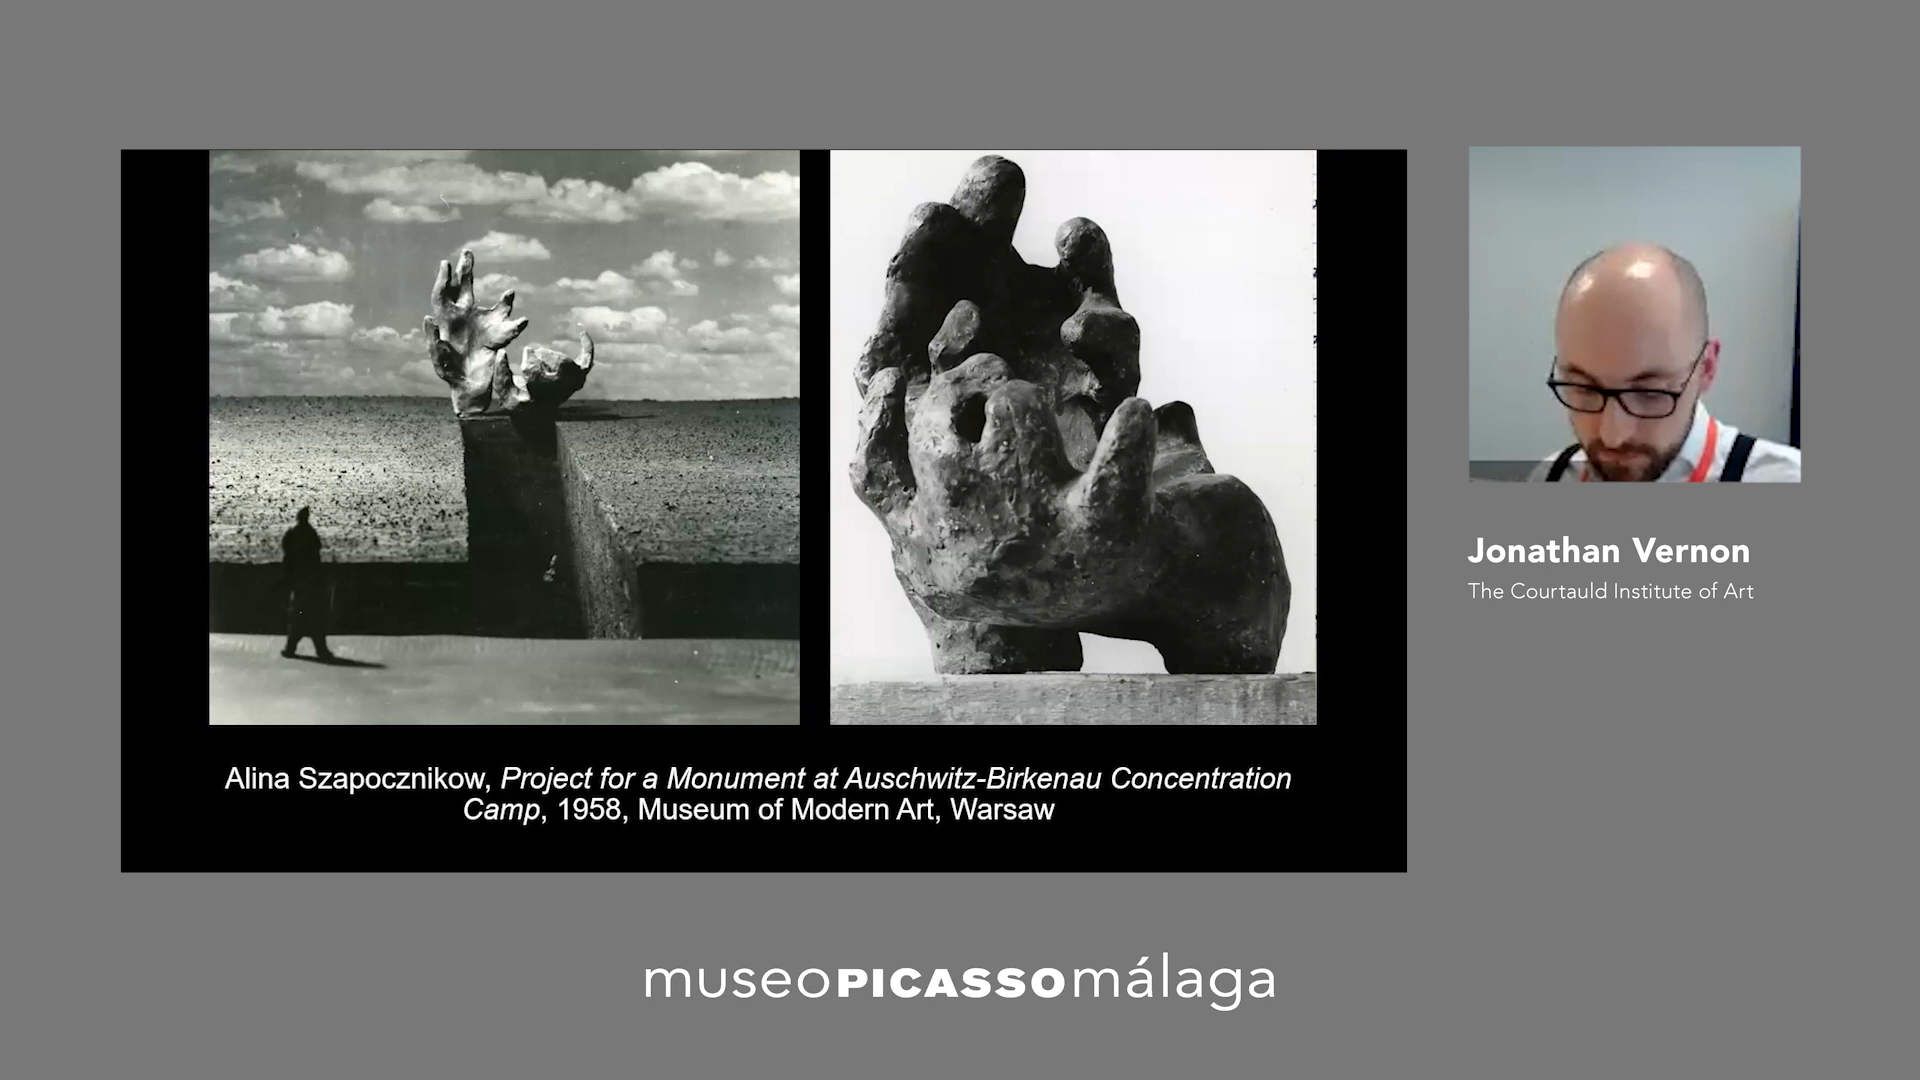 Alina Szapocznikow, Project for a Monument at Auschwitz-Birkenau Concentration
Camp, 1958, Museum of Modern Art, Warsaw
Jonathan Vernon
The Courtauld Institute of Art
museoPICASSOmálaga